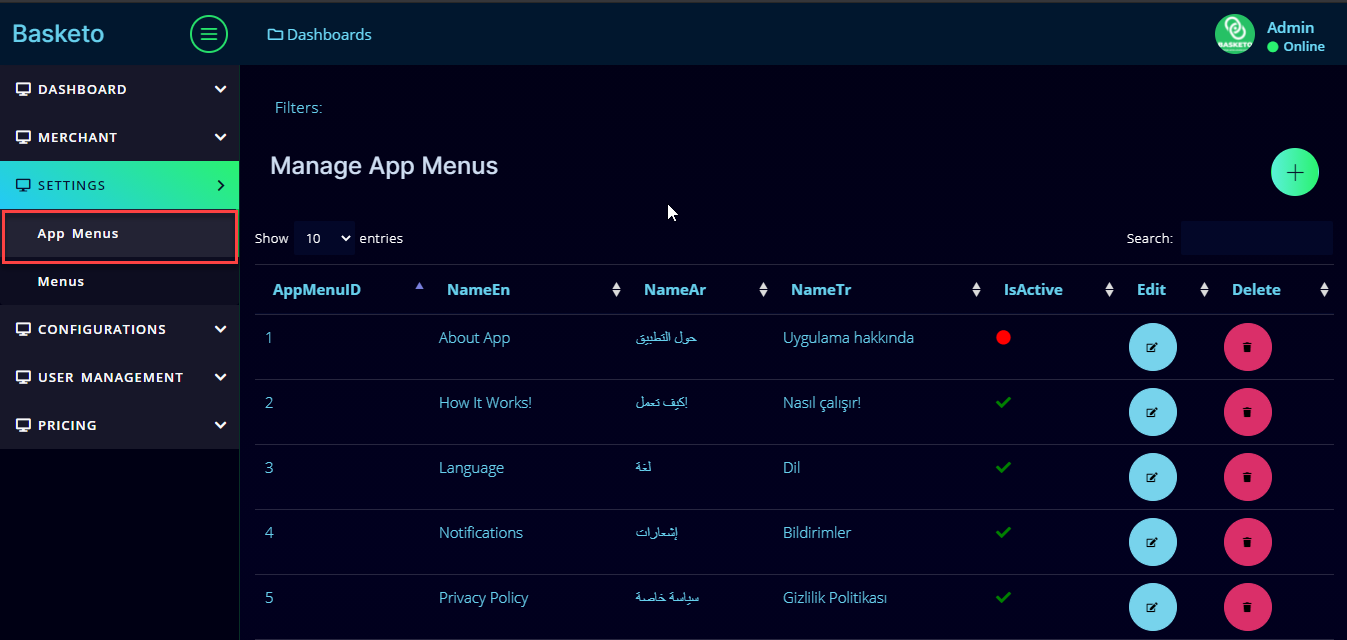 Basketo
Dashboards
Admin
Online
BASKETO
DASHBOARD
MERCHANT
SETTINGS
App Menus
Menus
CONFIGURATIONS
USER MANAGEMENT
PRICING
Filters:
Manage App Menus
Show 10 entries
Search:
AppMenuID NameEn NameAr NameTr IsActive Edit Delete
1 About App حول التطبيق Uygulama hakkında
2 How It Works! كيف تعمل! Nasıl çalışır!
3 Language لغة Dil
4 Notifications إشعارات Bildirimler
5 Privacy Policy سياسة خاصة Gizlilik Politikası